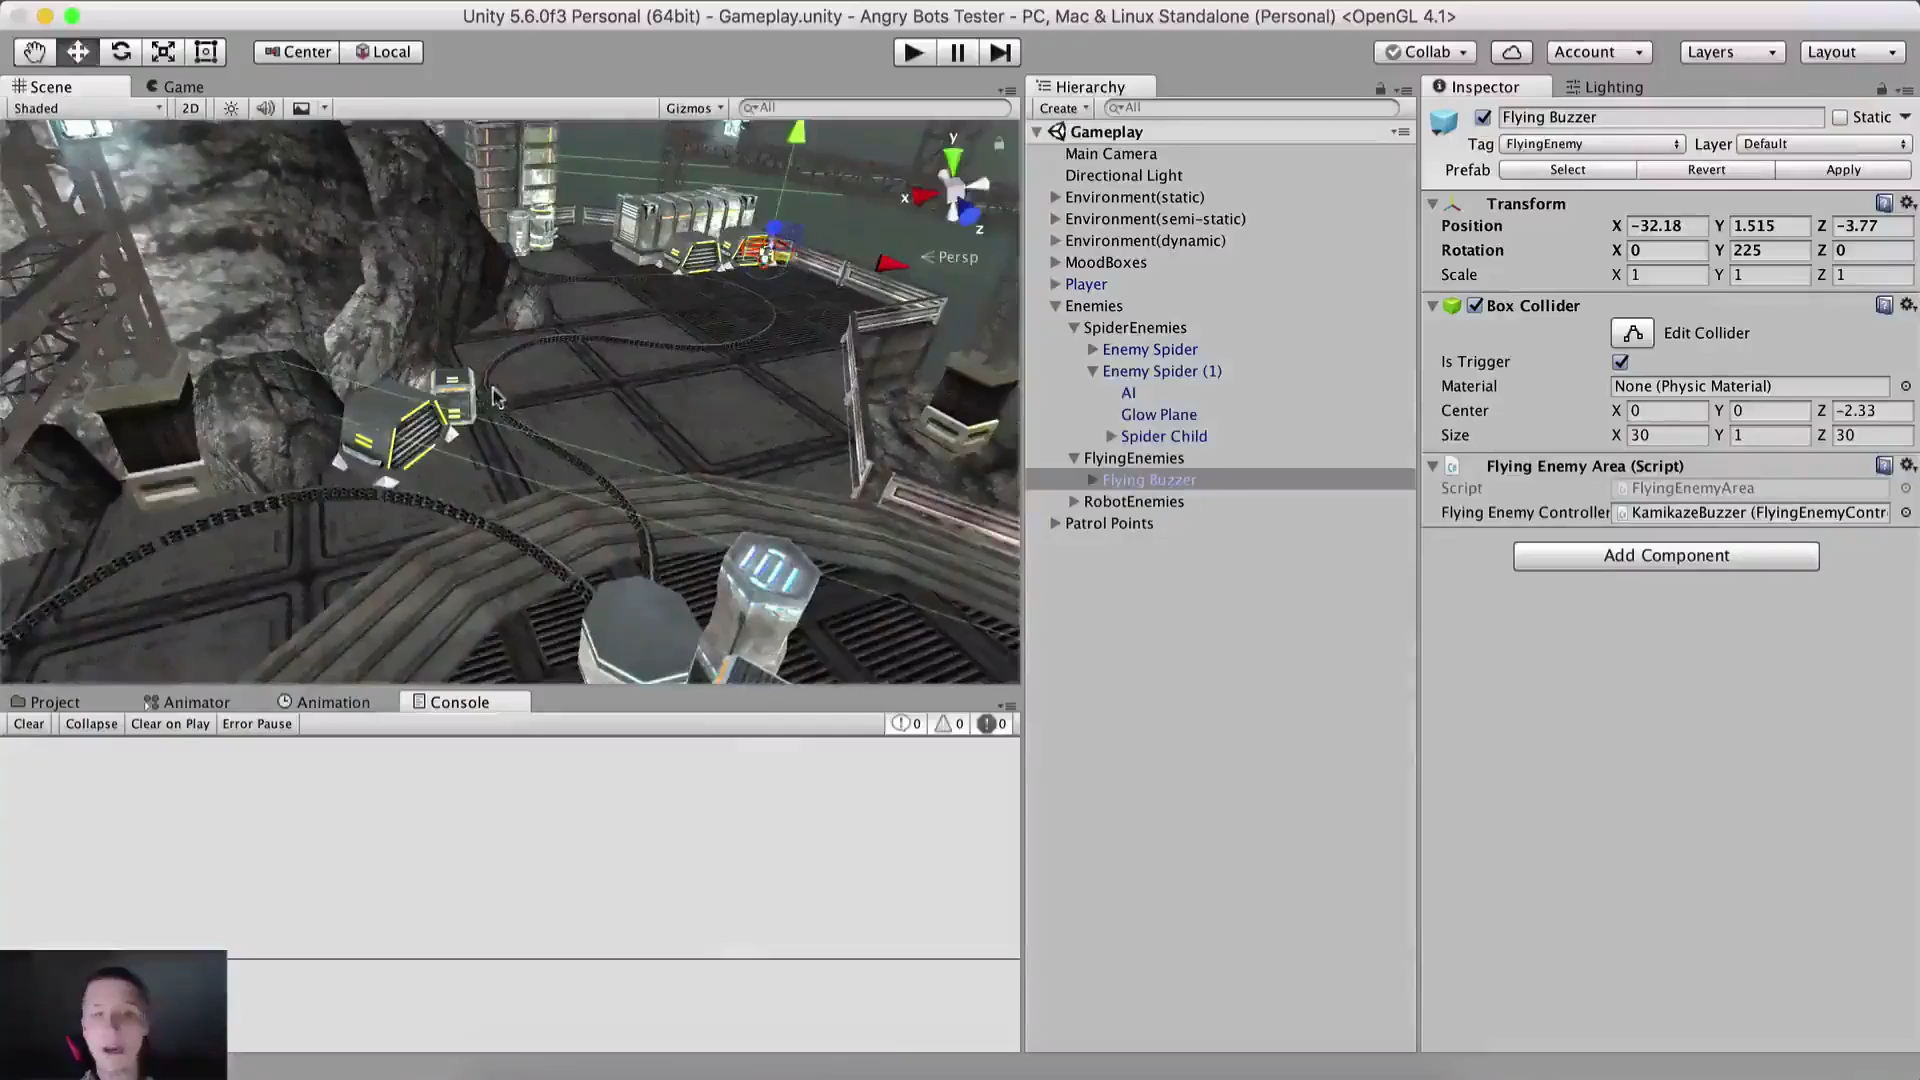 Unity 5.6.0f3 Personal (64bit) - Gameplay.unity - Angry Bots Tester - PC, Mac & Linux Standalone (Personal) <OpenGL 4.1>
Center Local Collab Account Layers Layout
Scene Game
Shaded 2D Gizmos All
y
x
z
Persp
Hierarchy
Create All
Gameplay
Main Camera
Directional Light
Environment(static)
Environment(semi-static)
Environment(dynamic)
MoodBoxes
Player
Enemies
SpiderEnemies
Enemy Spider
Enemy Spider (1)
AI
Glow Plane
Spider Child
FlyingEnemies
Flying Buzzer
RobotEnemies
Patrol Points
Inspector Lighting
Flying Buzzer Static
Tag FlyingEnemy Layer Default
Prefab Select Revert Apply
Transform
Position X -32.18 Y 1.515 Z -3.77
Rotation X 0 Y 225 Z 0
Scale X 1 Y 1 Z 1
Box Collider
Edit Collider
Is Trigger
Material None (Physic Material)
Center X 0 Y 0 Z -2.33
Size X 30 Y 1 Z 30
Flying Enemy Area (Script)
Script FlyingEnemyArea
Flying Enemy Controller KamikazeBuzzer (FlyingEnemyContr
Add Component
Project Animator Animation Console
Clear Collapse Clear on Play Error Pause 0 0 0